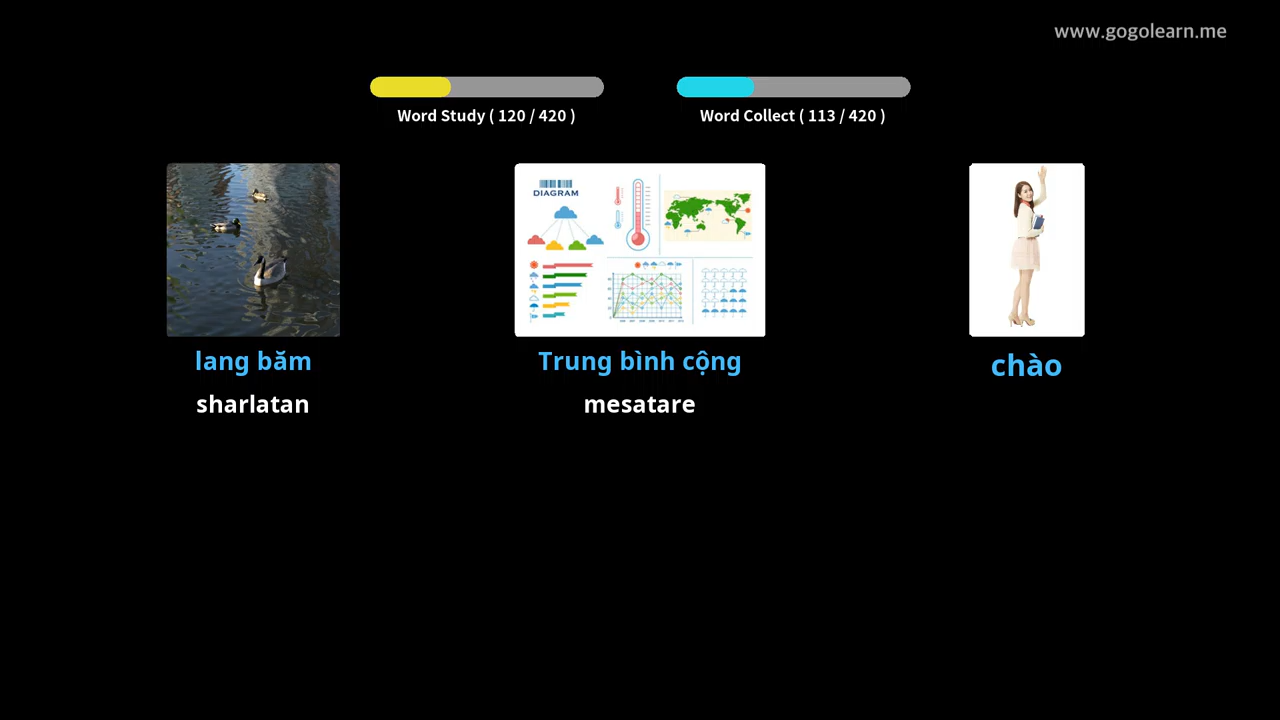 www.gogolearn.me
Word Study ( 120 / 420 )
Word Collect ( 113 / 420 )
DIAGRAM
lang băm
Trung bình cộng
chào
sharlatan
mesatare